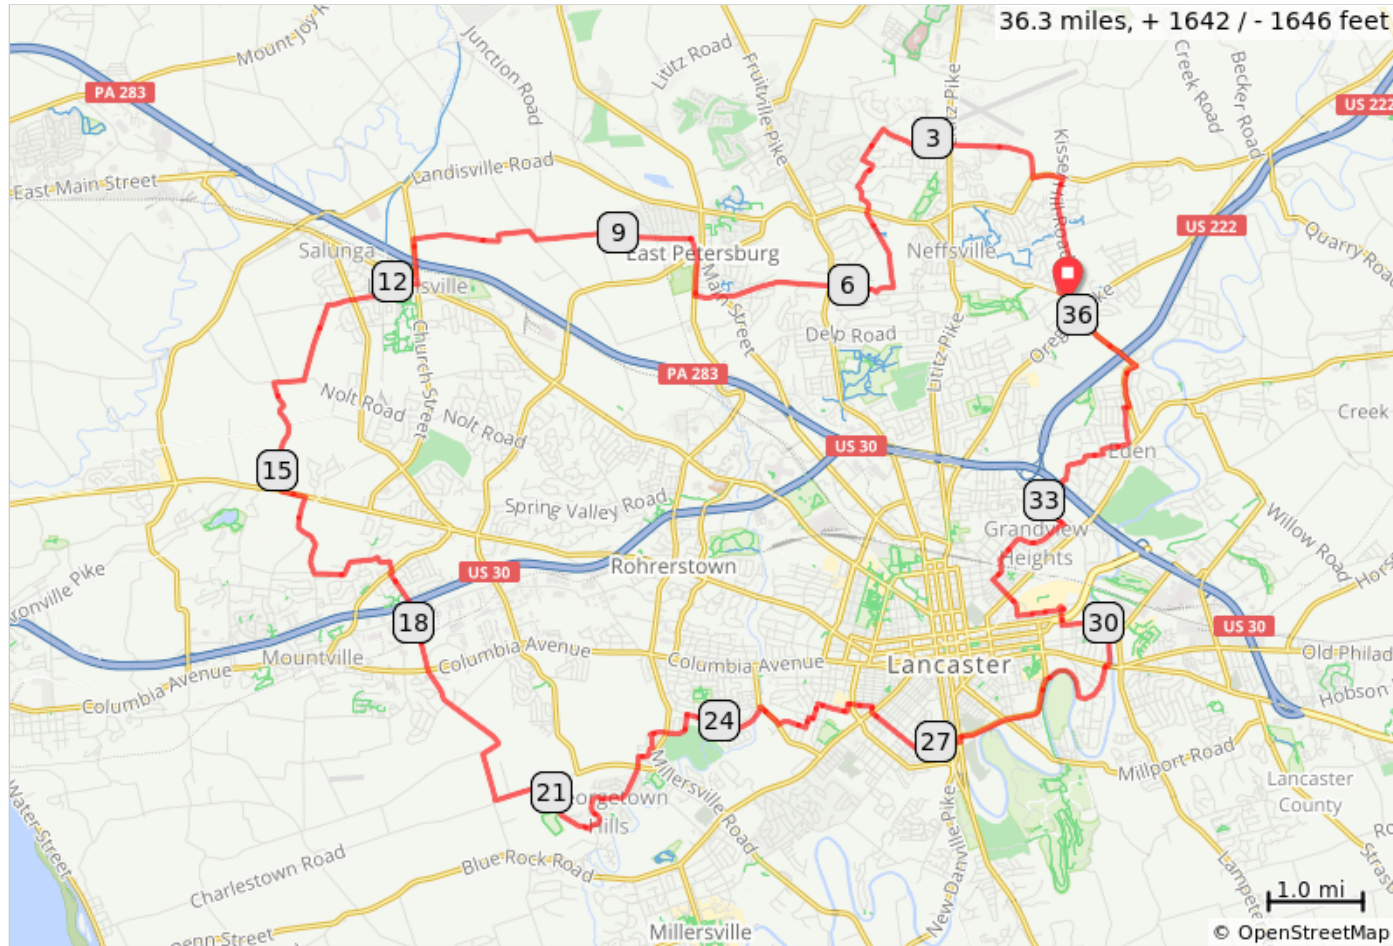 36.3 miles, + 1642 / - 1646 feet
Mount Joy R
Junction Road
Lititz Road
Fruitville Pike
Creek Road
Becker Road
PA 283
US 222
3
East Main Street
Landisville Road
Quarry Road
US 222
Salunga
9
East Petersburg
Neffsville
12
6
36
Main Street
Delp Road
Lititz Pike
PA 283
Church Street
Nolt Road
Nolt Road
Creek
US 30
Eden
15
Spring Valley Road
33
Grandview
Heights
Willow Road
Rohrerstown
US 30
18
30
US 30
Mountville
Columbia Avenue
Columbia Avenue
Lancaster
Old Philad
Columbia Avenue
Hobson
24
27
Millport Road
Millersville Road
21
Hills
Lancaster
County
Water Street
Charlestown Road
Blue Rock Road
New Danville Pike
Lampeter
Millersville
1.0 mi
© OpenStreetMap